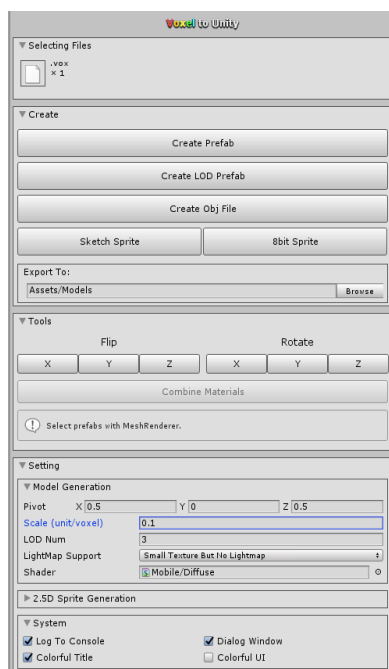 Voxel to Unity
Selecting Files
.vox
× 1
Create
Create Prefab
Create LOD Prefab
Create Obj File
Sketch Sprite 8bit Sprite
Export To:
Assets/Models Browse
Tools
Flip Rotate
X Y Z X Y Z
Combine Materials
Select prefabs with MeshRenderer.
Setting
Model Generation
Pivot X 0.5 Y 0 Z 0.5
Scale (unit/voxel) 0.1
LOD Num 3
LightMap Support Small Texture But No Lightmap
Shader Mobile/Diffuse
2.5D Sprite Generation
System
Log To Console Dialog Window
Colorful Title Colorful UI